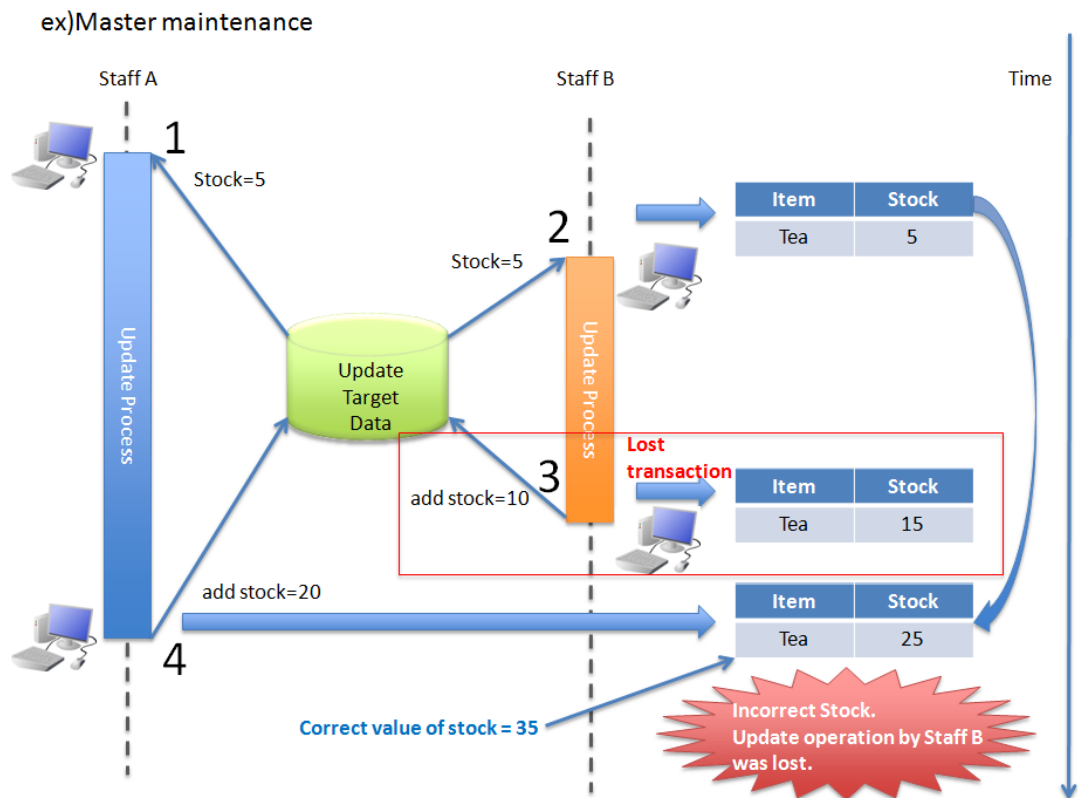 ex)Master maintenance
Staff A
Staff B
Time
1
Stock=5
2
Stock=5
Item Stock
Tea 5
Update Process
Update
Target
Data
Update Process
Lost
transaction
3
add stock=10
Item Stock
Tea 15
add stock=20
4
Item Stock
Tea 25
Correct value of stock = 35
Incorrect Stock.
Update operation by Staff B
was lost.